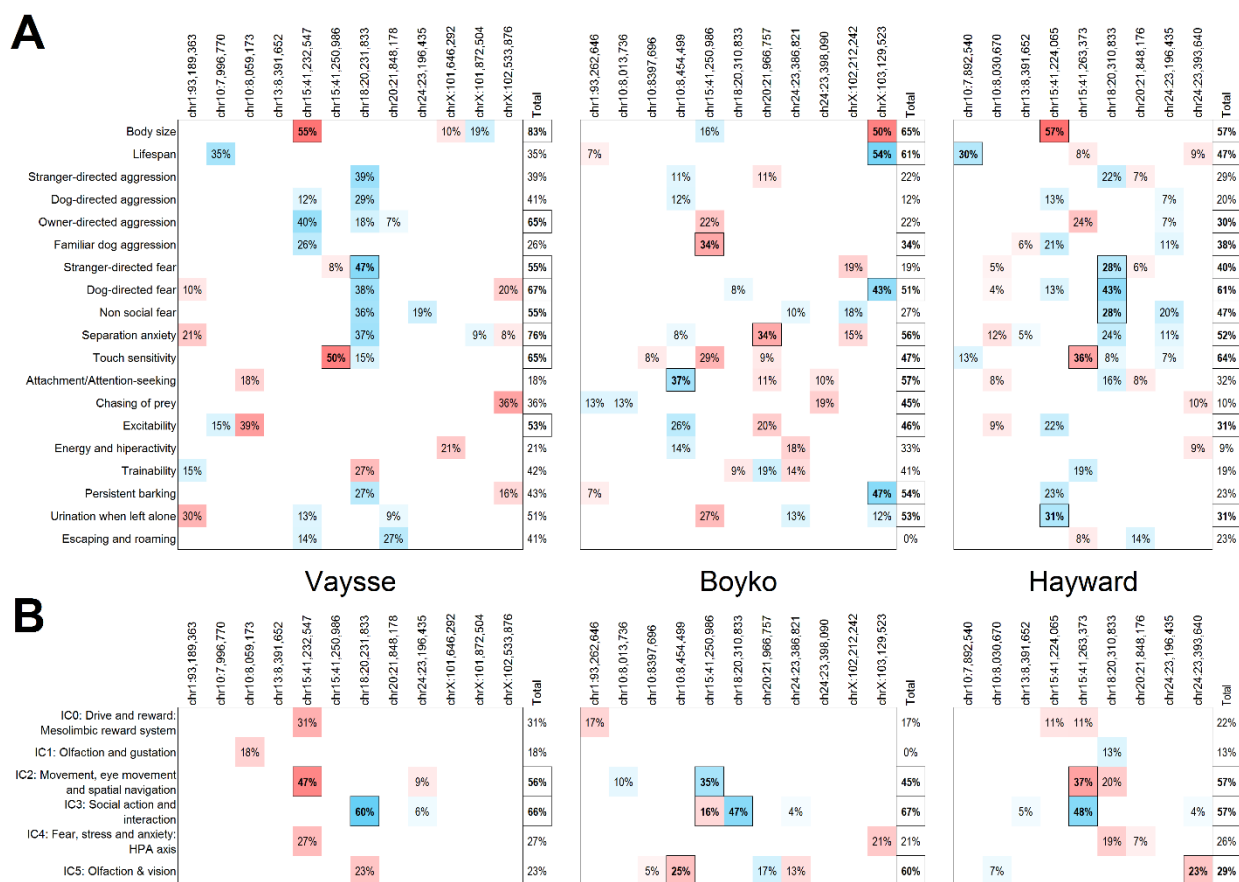 A
chr1:93,189,363
chr10:7,996,770
chr10:8,059,173
chr13:8,391,652
chr15:41,232,547
chr15:41,250,986
chr18:20,231,833
chr20:21,848,178
chr24:23,196,435
chrX:101,646,292
chrX:101,872,504
chrX:102,533,876
Total
chr1:93,262,646
chr10:8,013,736
chr10:8397,696
chr10:8,454,499
chr15:41,250,986
chr18:20,310,833
chr20:21,966,757
chr24:23,386,821
ch24:23,398,090
chrX:102,212,242
chrX:103,129,523
Total
chr10:7,892,540
chr10:8,030,670
chr13:8,391,652
chr15:41,224,065
chr15:41,263,373
chr18:20,310,833
chr20:21,848,176
chr24:23,196,435
chr24:23,393,640
Total
Body size 55% 10% 19% 83% 16% 50% 65% 57% 57%
Lifespan 35% 35% 7% 54% 61% 30% 8% 9% 47%
Stranger-directed aggression 39% 39% 11% 11% 22% 22% 7% 29%
Dog-directed aggression 12% 29% 41% 12% 12% 13% 7% 20%
Owner-directed aggression 40% 18% 7% 65% 22% 22% 24% 7% 30%
Familiar dog aggression 26% 26% 34% 34% 6% 21% 11% 38%
Stranger-directed fear 8% 47% 55% 19% 19% 5% 28% 6% 40%
Dog-directed fear 10% 38% 20% 67% 8% 43% 51% 4% 13% 43% 61%
Non social fear 36% 19% 55% 10% 18% 27% 28% 20% 47%
Separation anxiety 21% 37% 9% 8% 76% 8% 34% 15% 56% 12% 5% 24% 11% 52%
Touch sensitivity 50% 15% 65% 8% 29% 9% 47% 13% 36% 8% 7% 64%
Attachment/Attention-seeking 18% 18% 37% 11% 10% 57% 8% 16% 8% 32%
Chasing of prey 36% 36% 13% 13% 19% 45% 10% 10%
Excitability 15% 39% 53% 26% 20% 46% 9% 22% 31%
Energy and hiperactivity 21% 21% 14% 18% 33% 9% 9%
Trainability 15% 27% 42% 9% 19% 14% 41% 19% 19%
Persistent barking 27% 16% 43% 7% 47% 54% 23% 23%
Urination when left alone 30% 13% 9% 51% 27% 13% 12% 53% 31% 31%
Escaping and roaming 14% 27% 41% 0% 8% 14% 23%
Vaysse Boyko Hayward
B
chr1:93,189,363
chr10:7,996,770
chr10:8,059,173
chr13:8,391,652
chr15:41,232,547
chr15:41,250,986
chr18:20,231,833
chr20:21,848,178
chr24:23,196,435
chrX:101,646,292
chrX:101,872,504
chrX:102,533,876
Total
chr1:93,262,646
chr10:8,013,736
chr10:8397,696
chr10:8,454,499
chr15:41,250,986
chr18:20,310,833
chr20:21,966,757
chr24:23,386,821
chr24:23,398,090
chrX:102,212,242
chrX:103,129,523
Total
chr10:7,892,540
chr10:8,030,670
chr13:8,391,652
chr15:41,224,065
chr15:41,263,373
chr18:20,310,833
chr20:21,848,176
chr24:23,196,435
chr24:23,393,640
Total
IC0: Drive and reward:
Mesolimbic reward system 31% 31% 17% 17% 11% 11% 22%
IC1: Olfaction and gustation 18% 18% 0% 13% 13%
IC2: Movement, eye movement
and spatial navigation 47% 9% 56% 10% 35% 45% 37% 20% 57%
IC3: Social action and
interaction 60% 6% 66% 16% 47% 4% 67% 5% 48% 4% 57%
IC4: Fear, stress and anxiety:
HPA axis 27% 27% 21% 21% 19% 7% 26%
IC5: Olfaction & vision 23% 23% 5% 25% 17% 13% 60% 7% 23% 29%